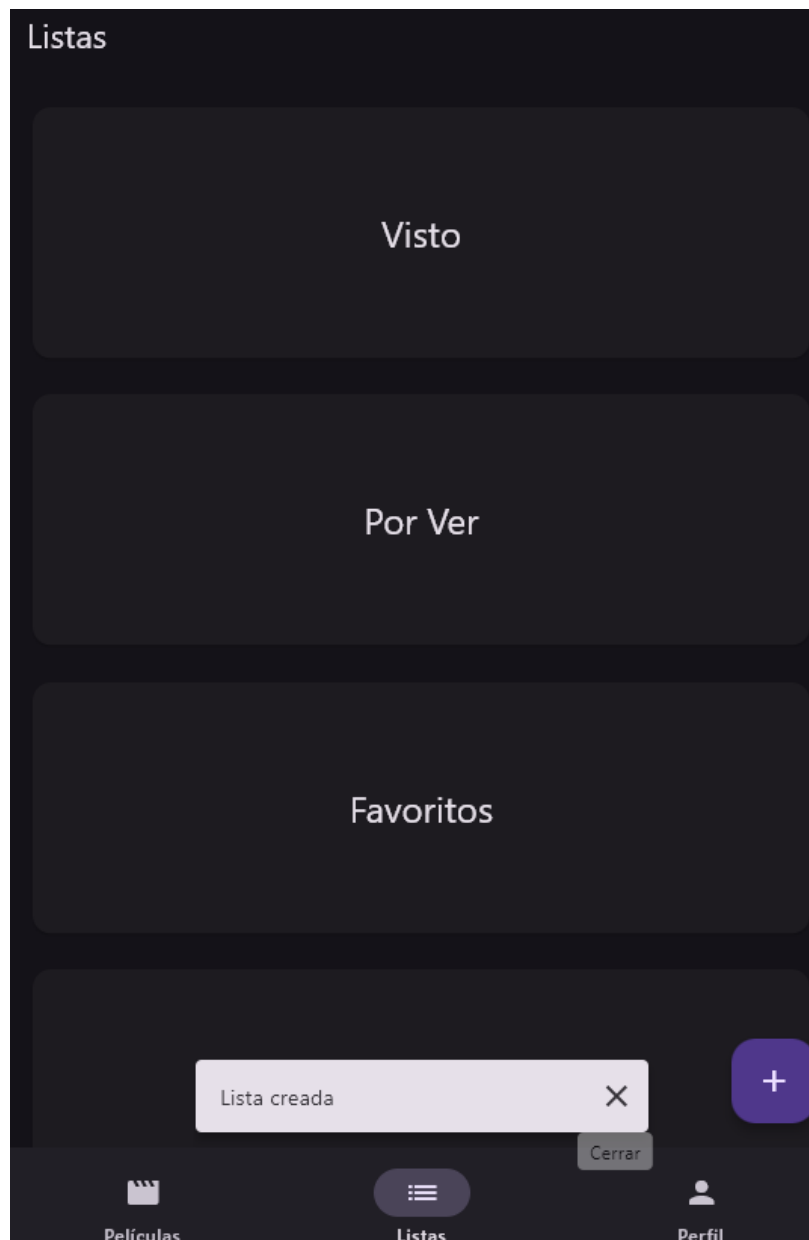 Listas
Visto
Por Ver
Favoritos
Lista creada
Cerrar
Películas
Listas
Perfil